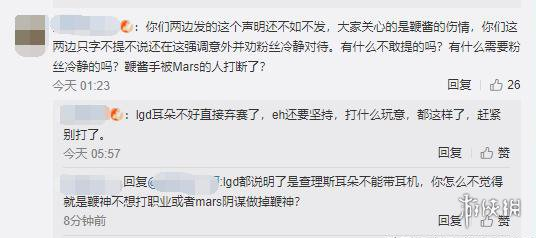 ：你们两边发的这个声明还不如不发，大家关心的是鞭酱的伤情，你们这
两边只字不提不说还在这强调意外并劝粉丝冷静对待。有什么不敢提的吗？有什么需要粉
丝冷静的吗？鞭酱手被Mars的人打断了？
今天 01:23
回复
26
：lgd耳朵不好直接弃赛了，eh还要坚持，打什么玩意，都这样了，赶紧
别打了。
今天 05:57
回复
赞
回复@ :lgd都说明了是查理斯耳朵不能带耳机，你怎么不觉得
就是鞭神不想打职业或者mars阴谋做掉鞭神？
8分钟前
回复
赞
游侠网